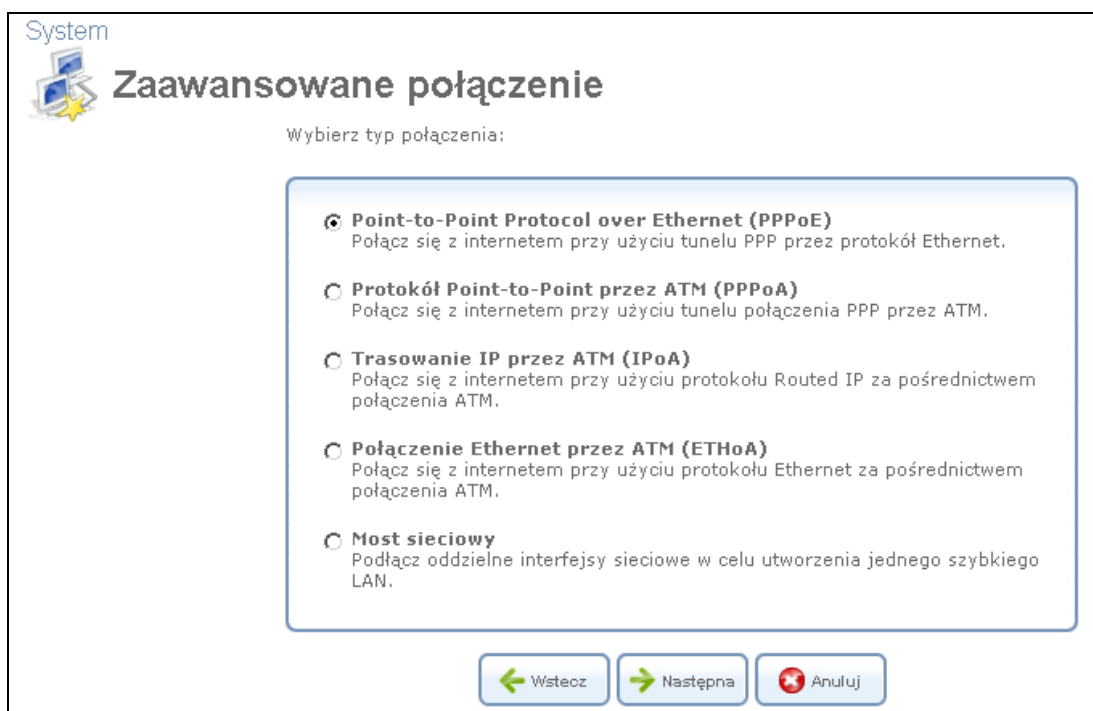 System
Zaawansowane połączenie
Wybierz typ połączenia:
Point-to-Point Protocol over Ethernet (PPPoE)
Połącz się z internetem przy użyciu tunelu PPP przez protokół Ethernet.
Protokół Point-to-Point przez ATM (PPPoA)
Połącz się z internetem przy użyciu tunelu połączenia PPP przez ATM.
Trasowanie IP przez ATM (IPoA)
Połącz się z internetem przy użyciu protokołu Routed IP za pośrednictwem
połączenia ATM.
Połączenie Ethernet przez ATM (ETHoA)
Połącz się z internetem przy użyciu protokołu Ethernet za pośrednictwem
połączenia ATM.
Most sieciowy
Podłącz oddzielne interfejsy sieciowe w celu utworzenia jednego szybkiego
LAN.
Wstecz Następna Anuluj